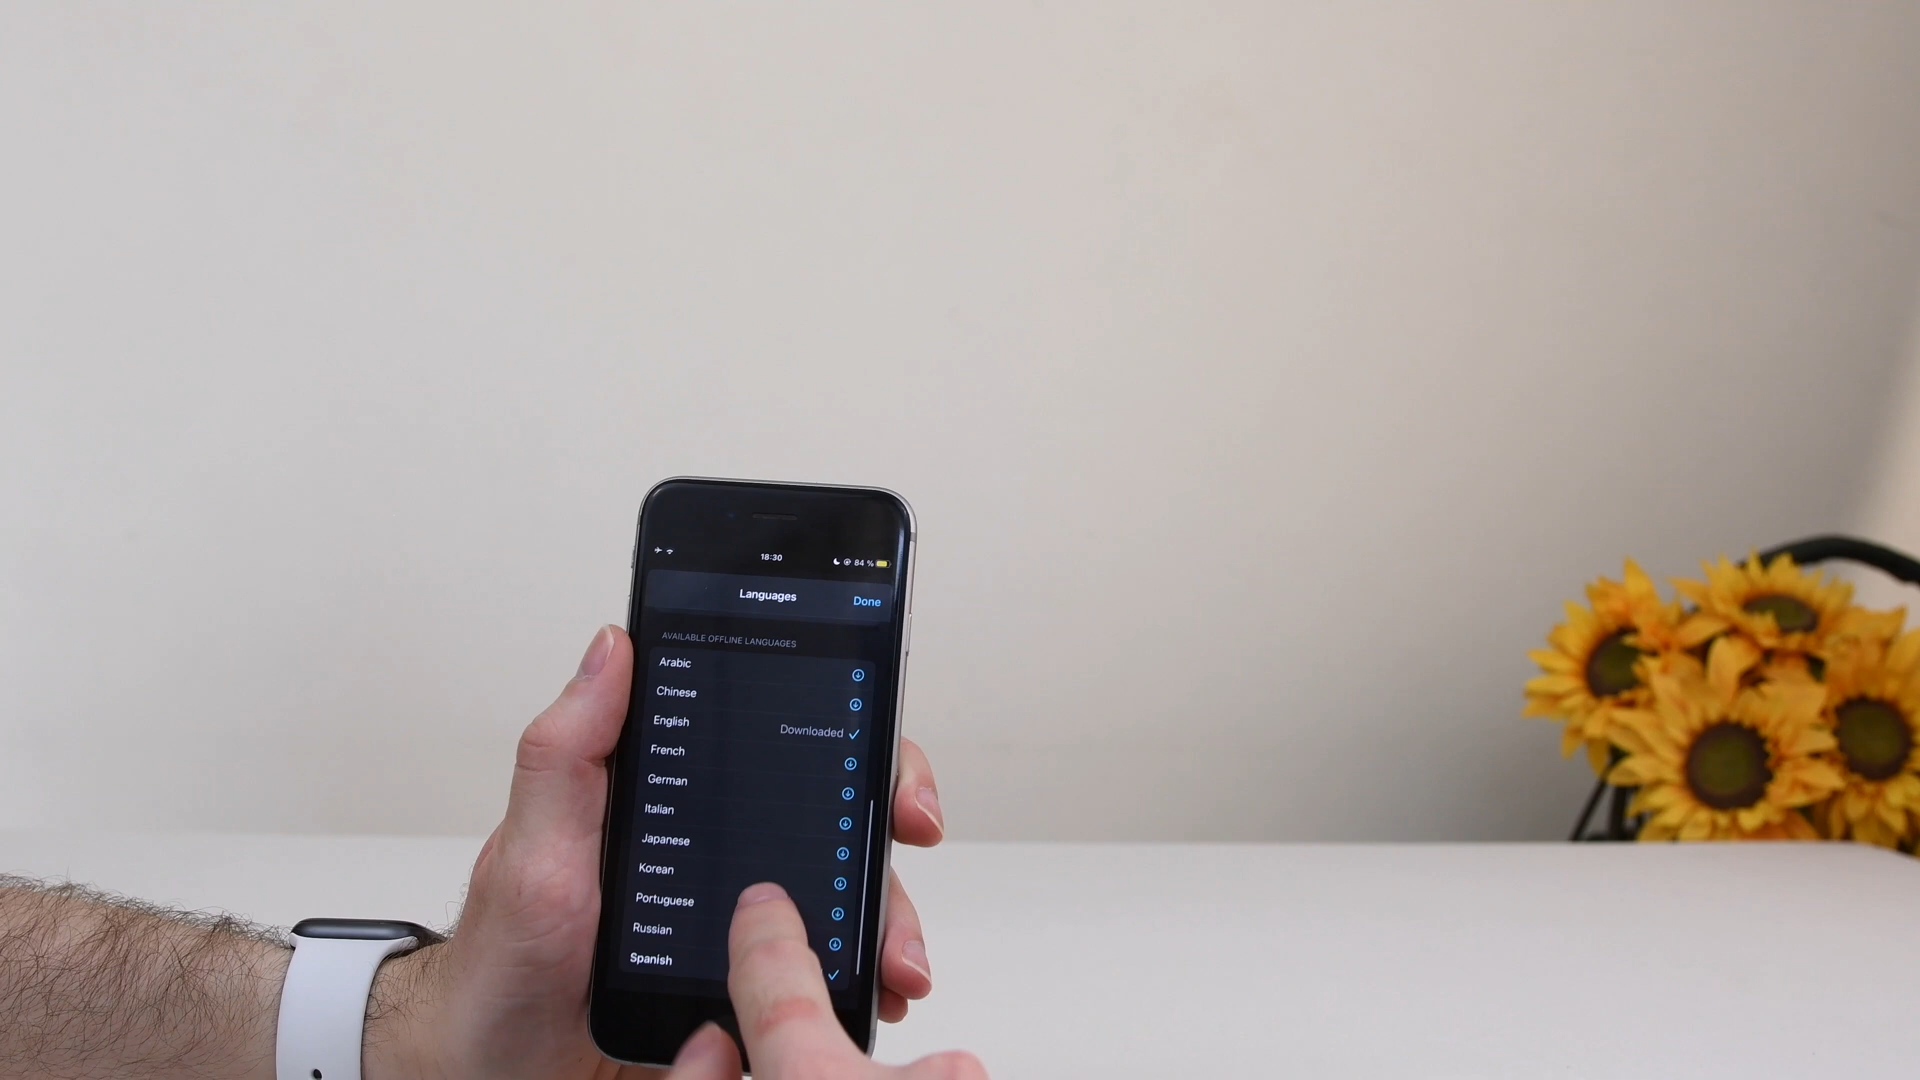 18:30
84 %
Languages
Done
AVAILABLE OFFLINE LANGUAGES
Arabic
Chinese
English Downloaded
French
German
Italian
Japanese
Korean
Portuguese
Russian
Spanish